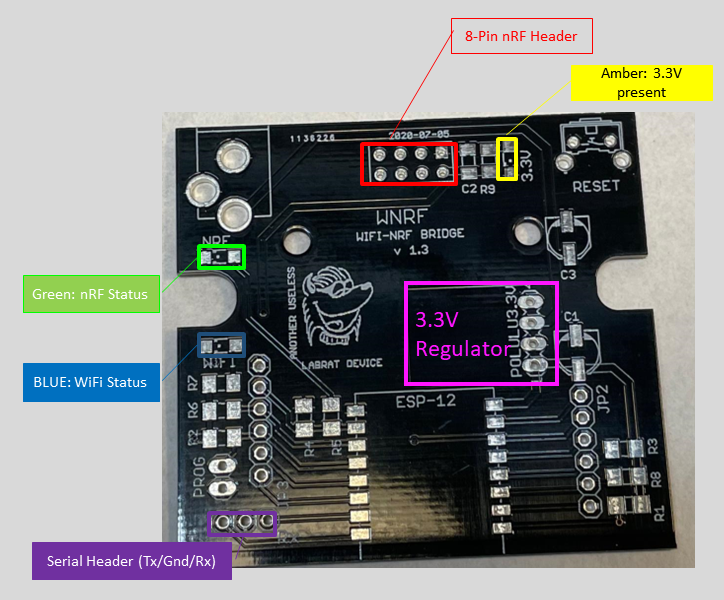 8-Pin nRF Header
Amber: 3.3V
present
1136226
2020-07-05
3.3V
C2 R9
RESET
WNRF
WIFI-NRF BRIDGE
v 1.3
NRF
C3
Green: nRF Status
ANOTHER USELESS
LABRAT DEVICE
3.3V
Regulator
POLULU3.3V
C1
WIFI
BLUE: WiFi Status
R7
R6
R2
R4
R5
ESP-12
JP2
PROG
JP3
R3
R8
R1
Serial Header (Tx/Gnd/Rx)